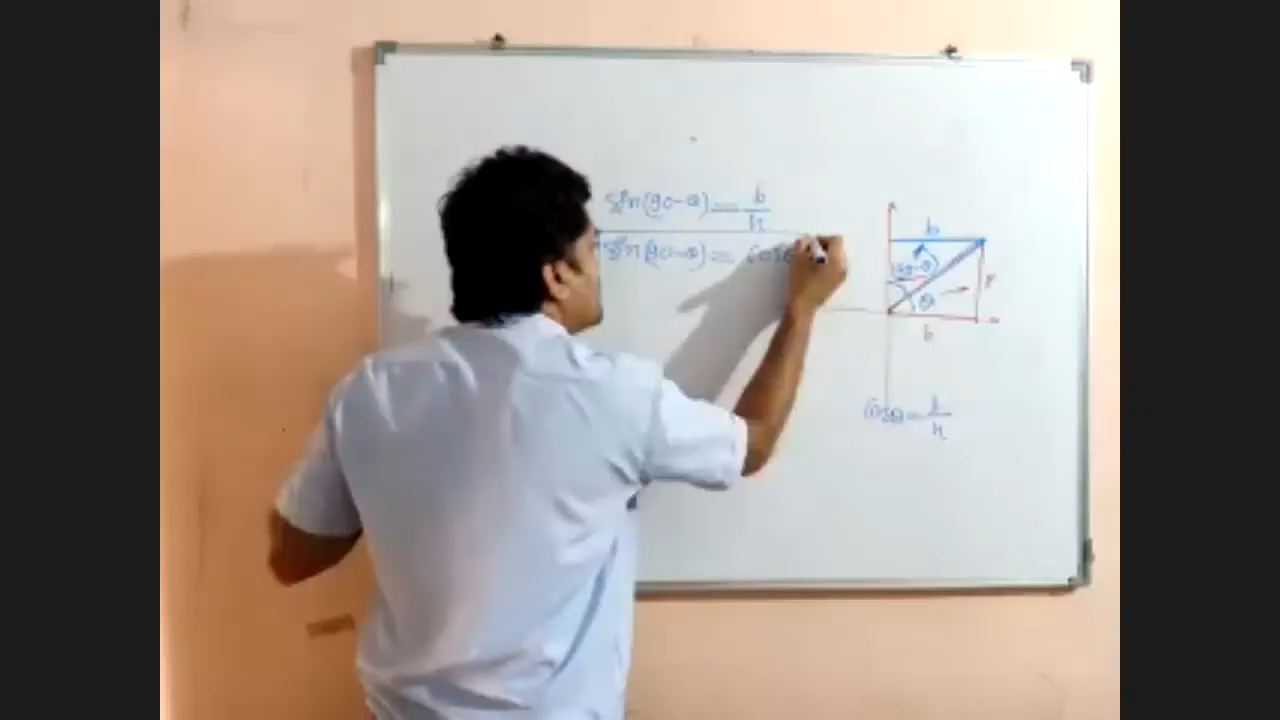 sin(90-θ) = b/h
sin(90-θ) = cosθ
b
(90-θ)
θ
P
b
cosθ = b/h